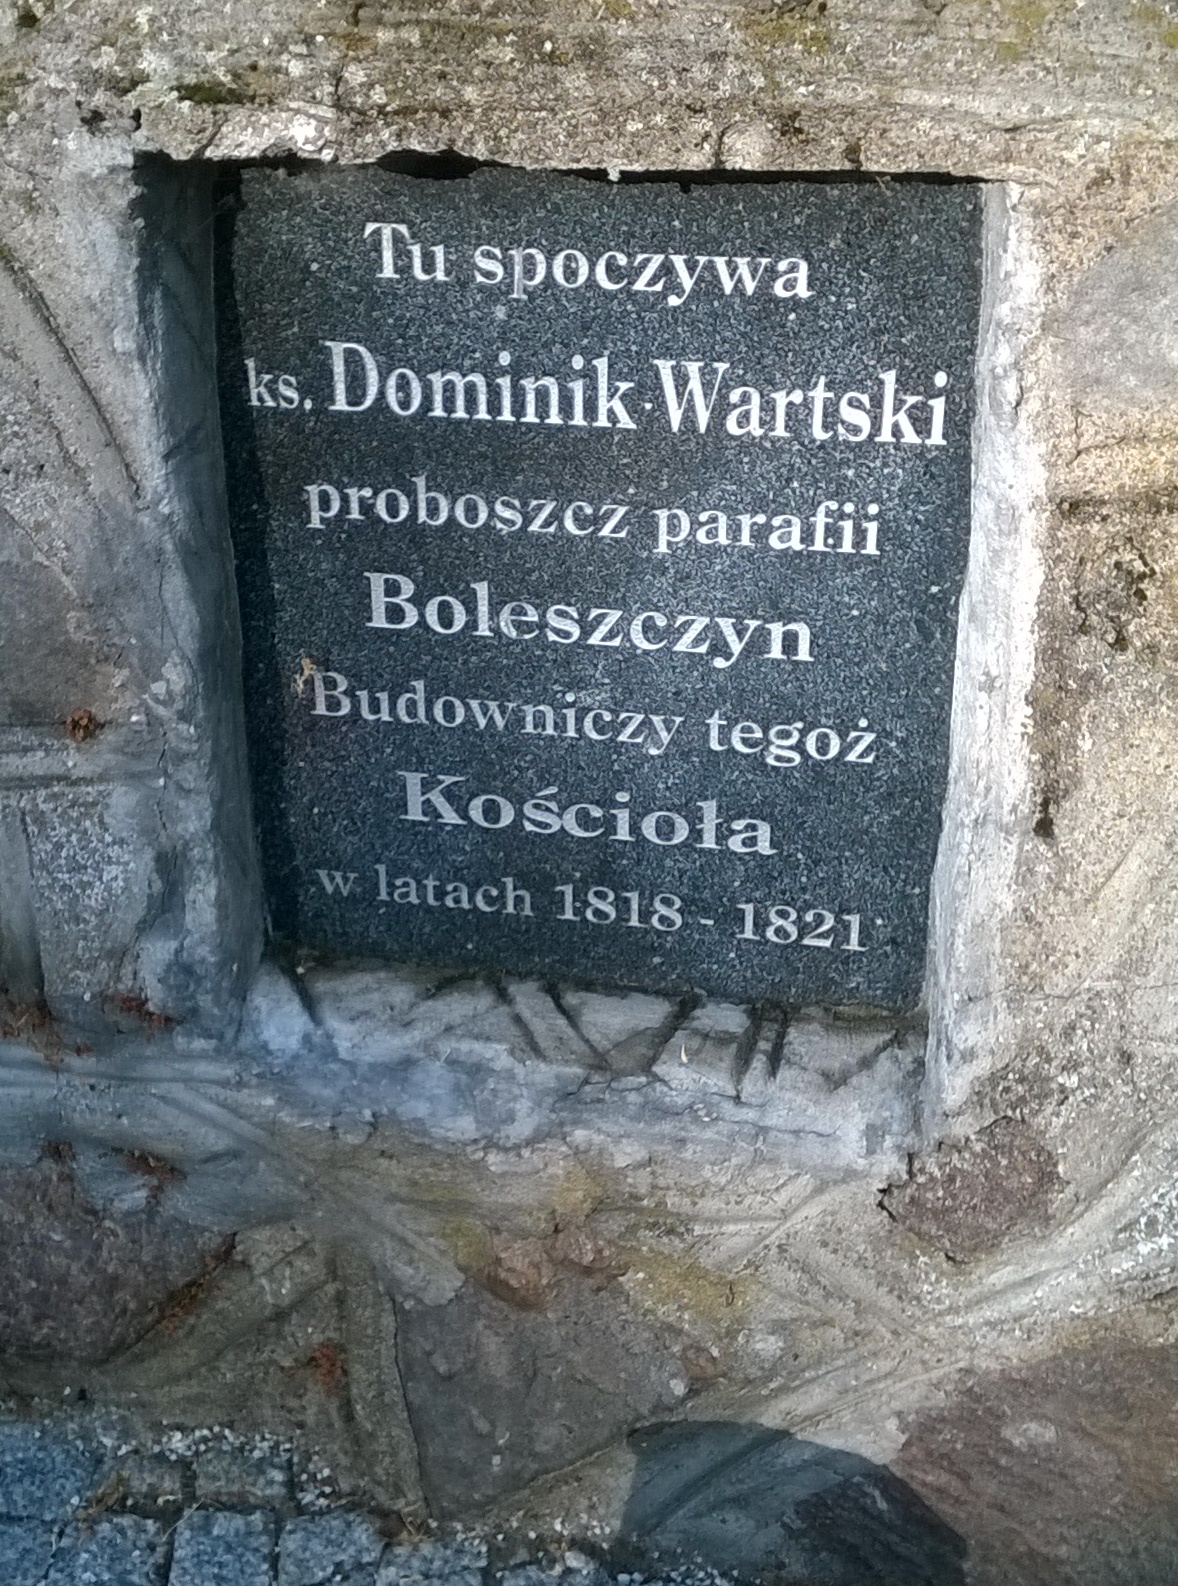 Tu spoczywa
ks. Dominik Wartski
proboszcz parafii
Boleszczyn
Budowniczy tegoż
Kościoła
w latach 1818 - 1821